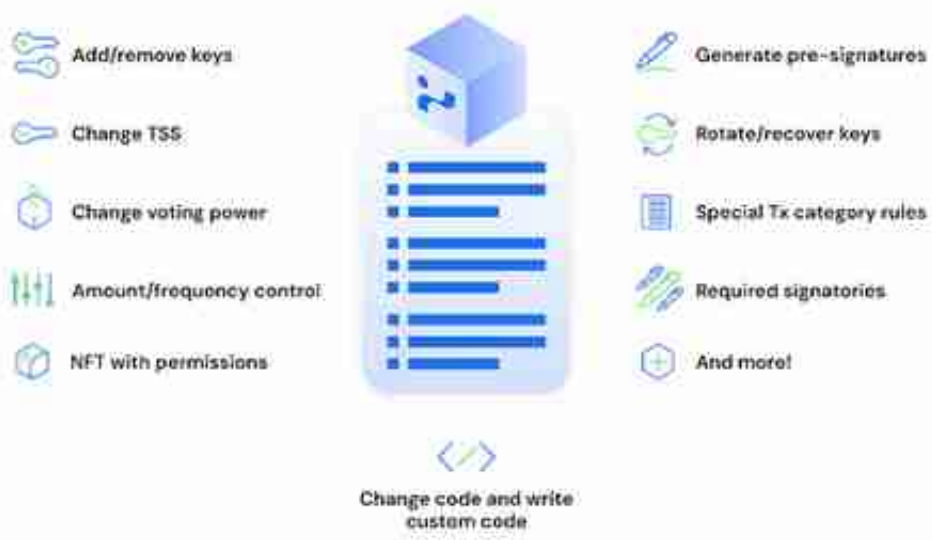 Add/remove keys
Change TSS
Change voting power
Amount/frequency control
NFT with permissions
Generate pre-signatures
Rotate/recover keys
Special Tx category rules
Required signatories
And more!
Change code and write
custom code